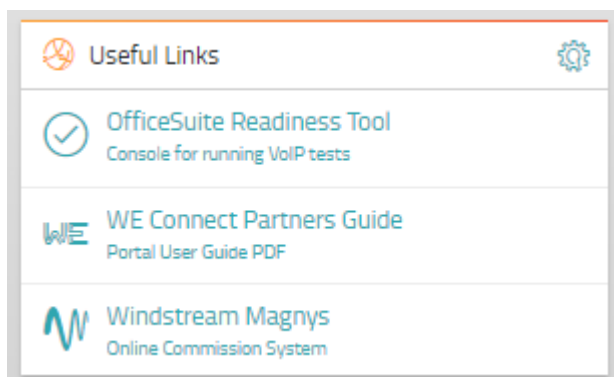 Useful Links
OfficeSuite Readiness Tool
Console for running VoIP tests
WE
WE Connect Partners Guide
Portal User Guide PDF
Windstream Magnys
Online Commission System